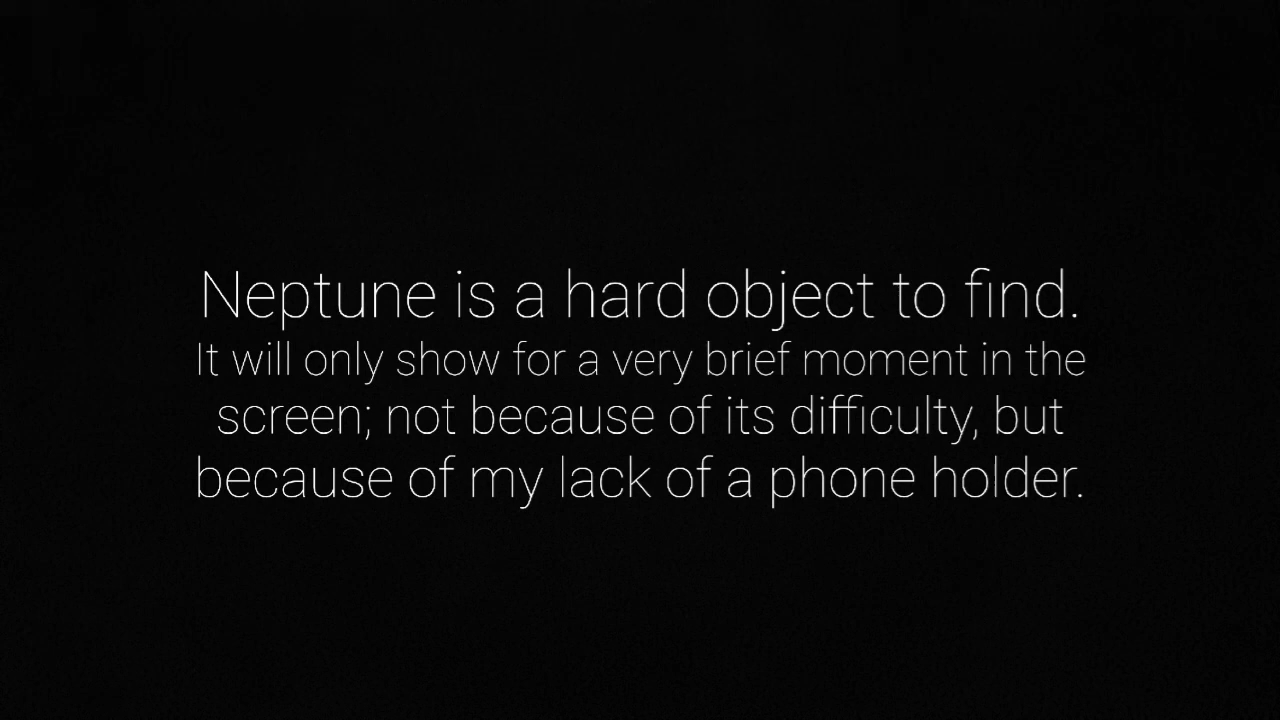 Neptune is a hard object to find.
It will only show for a very brief moment in the
screen; not because of its difficulty, but
because of my lack of a phone holder.